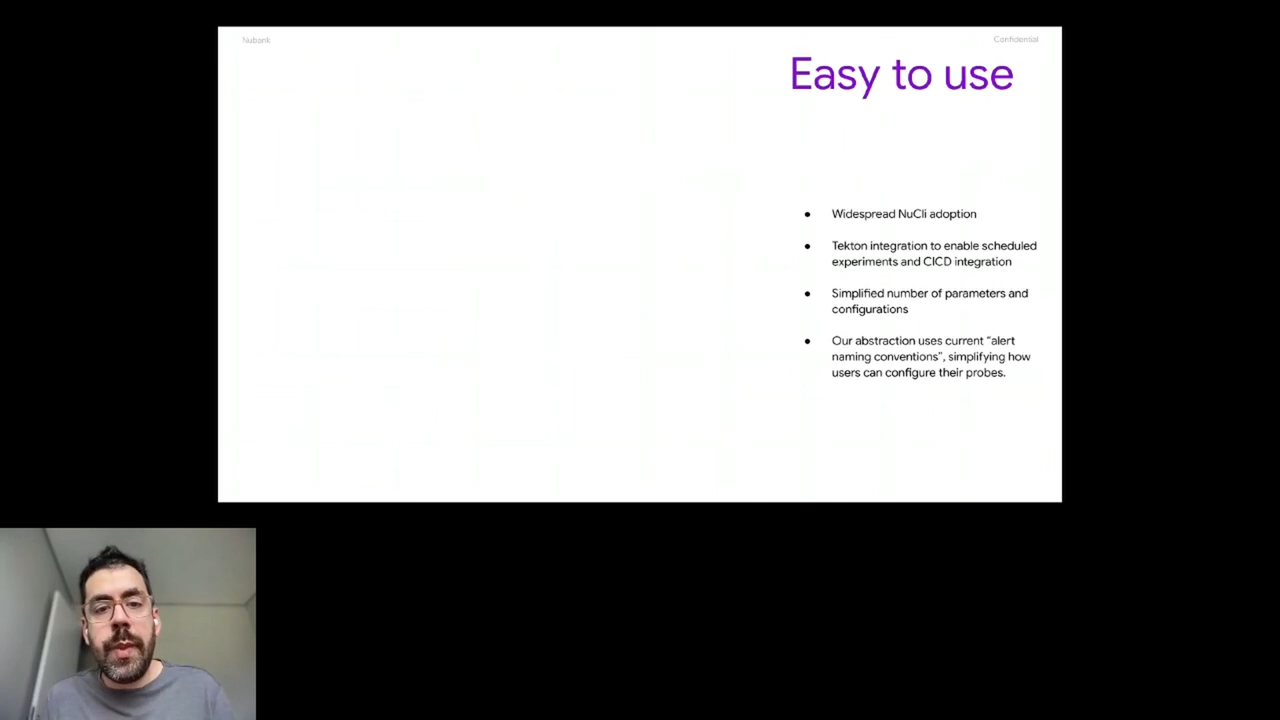 Nubank
Confidential
Easy to use
● Widespread NuCli adoption
● Tekton integration to enable scheduled
experiments and CICD integration
● Simplified number of parameters and
configurations
● Our abstraction uses current “alert
naming conventions”, simplifying how
users can configure their probes.